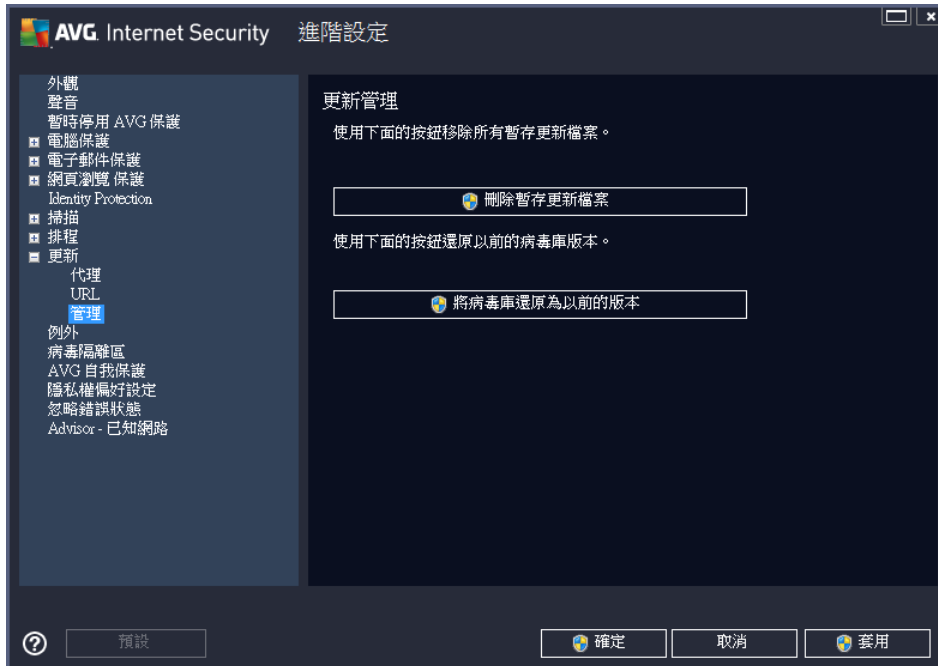 AVG. Internet Security 進階設定
外觀
聲音
暫時停用 AVG 保護
電腦保護
電子郵件保護
網頁瀏覽 保護
Identity Protection
掃描
排程
更新
代理
URL
管理
例外
病毒隔離區
AVG 自我保護
隱私權偏好設定
忽略錯誤狀態
Advisor - 已知網路
更新管理
使用下面的按鈕移除所有暫存更新檔案。
刪除暫存更新檔案
使用下面的按鈕還原以前的病毒庫版本。
將病毒庫還原為以前的版本
預設
確定
取消
套用